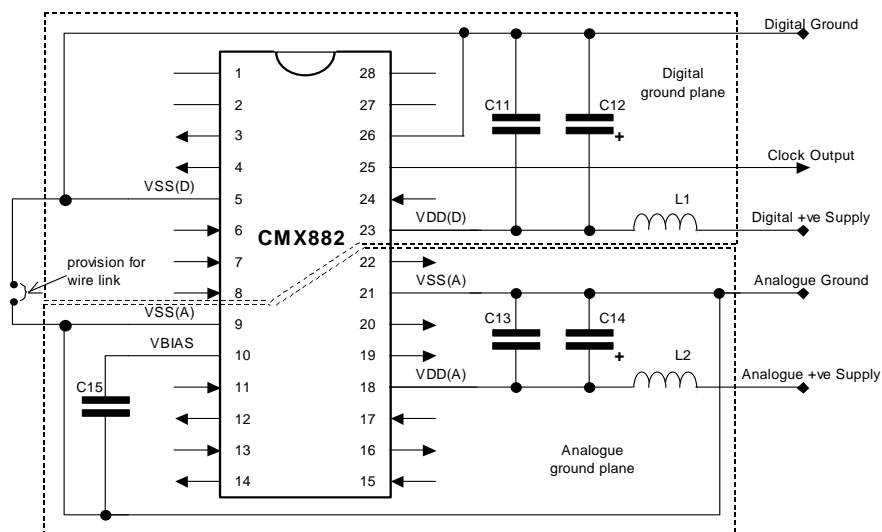 Digital Ground
1 28
Digital
ground plane
2 27
C11 C12
3 26
+
4 25
Clock Output
VSS(D)
5 24
L1
CMX882
6 23
VDD(D)
Digital +ve Supply
provision for
wire link
7 22
VSS(A)
Analogue Ground
8 21
VSS(A)
9 20
C13 C14
VBIAS
10 19
+
L2
C15
11 18
VDD(A)
Analogue +ve Supply
12 17
13 16
Analogue
ground plane
14 15